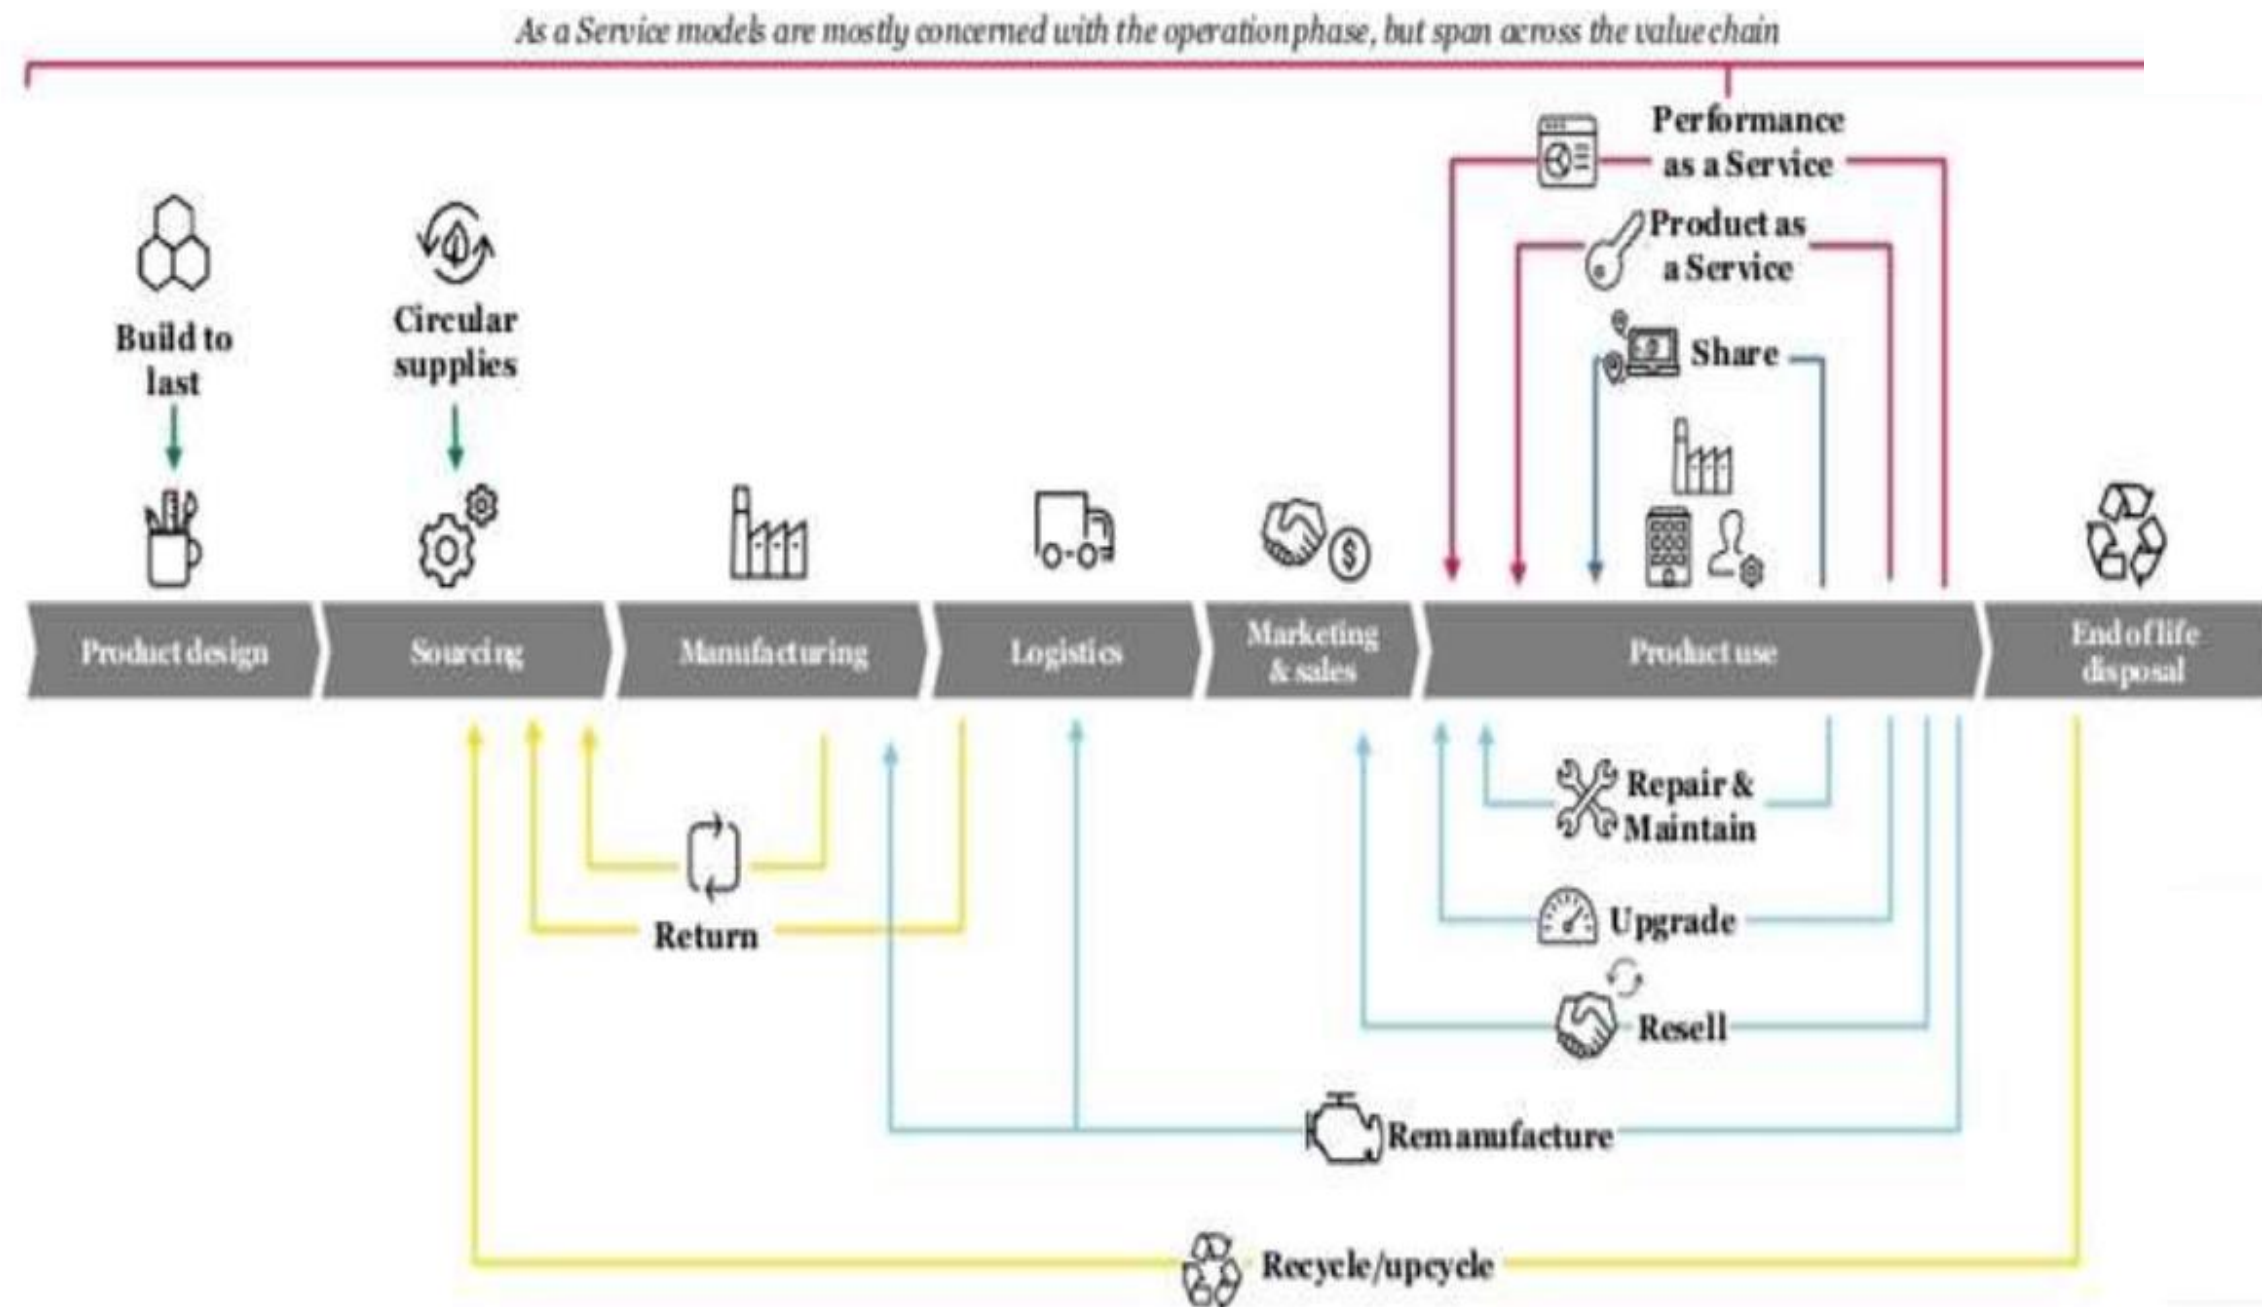 As a Service models are mostly concerned with the operation phase, but span across the value chain
Performance
as a Service
Product as
a Service
Share
Build to
last
Circular
supplies
Product design
Sourcing
Manufacturing
Logistics
Marketing
& sales
Product use
End of life
disposal
Repair &
Maintain
Return
Upgrade
Resell
Remanufacture
Recycle/upcycle